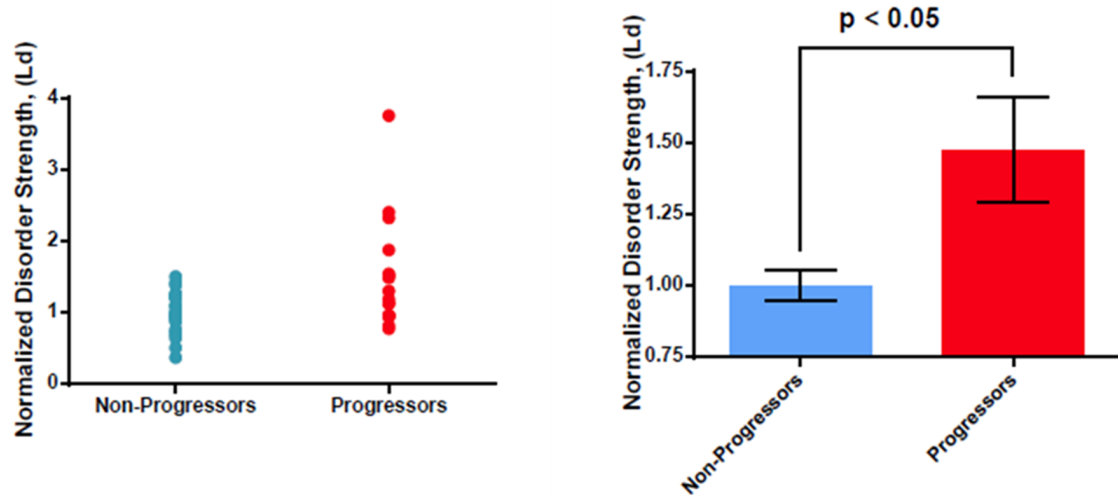 Normalized Disorder Strength, (Ld)
4
3
2
1
0
Non-Progressors
Progressors
p < 0.05
Normalized Disorder Strength, (Ld)
1.75
1.50
1.25
1.00
0.75
Non-Progressors
Progressors